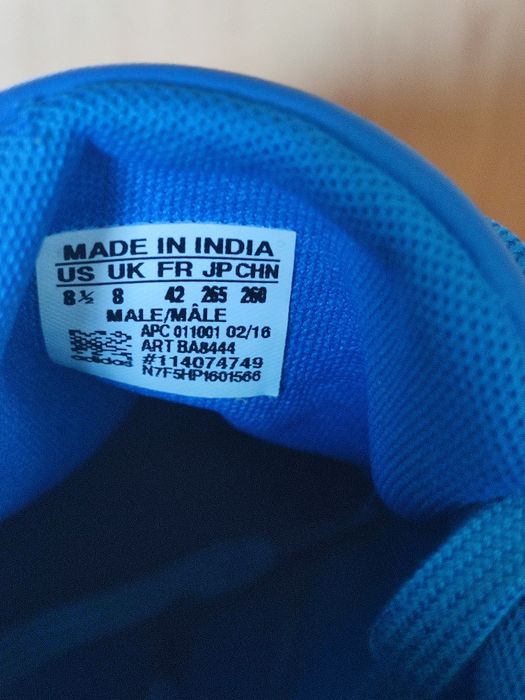 MADE IN INDIA
US UK FR JP CHN
8½ 8 42 265 260
MALE/MÂLE
APC 011001 02/16
ART BA8444
#114074749
N7F5HP1601566